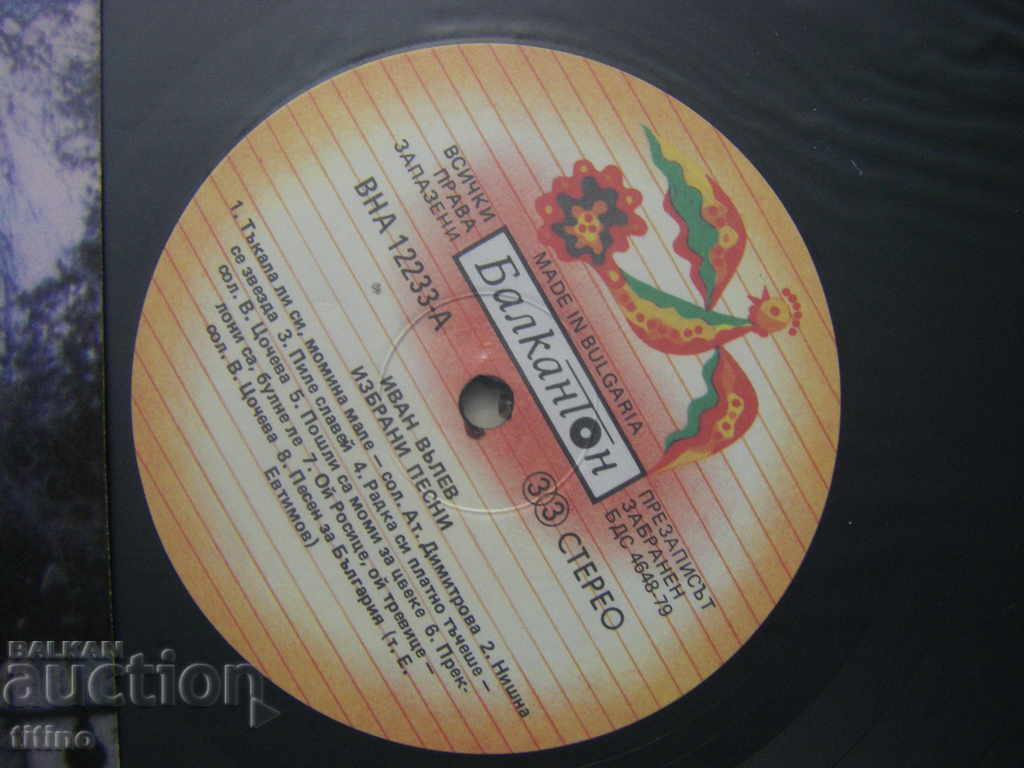 MADE IN BULGARIA
Балкантон
ВСИЧКИ
ПРАВА
ЗАПАЗЕНИ
ПРЕЗАПИСЪТ
ЗАБРАНЕН
БДС 4648-79
ВНА 12233-А
33 СТЕРЕО
ИВАН ВЪЛЕВ
ИЗБРАНИ ПЕСНИ
1. Тъкала ли си, момина мале – сол. Ат. Димитрова 2. Нишна
се звезда 3. Пиле славей 4. Радка си платно тъчеше –
сол. В. Цочева 5. Пошли са моми за цвеке 6. Прек-
лони са, булне ле 7. Ой Росице, ой тревице –
сол. В. Цочева 8. Песен за България (т. Е.
Евтимов)
BALKAN
auction
titino